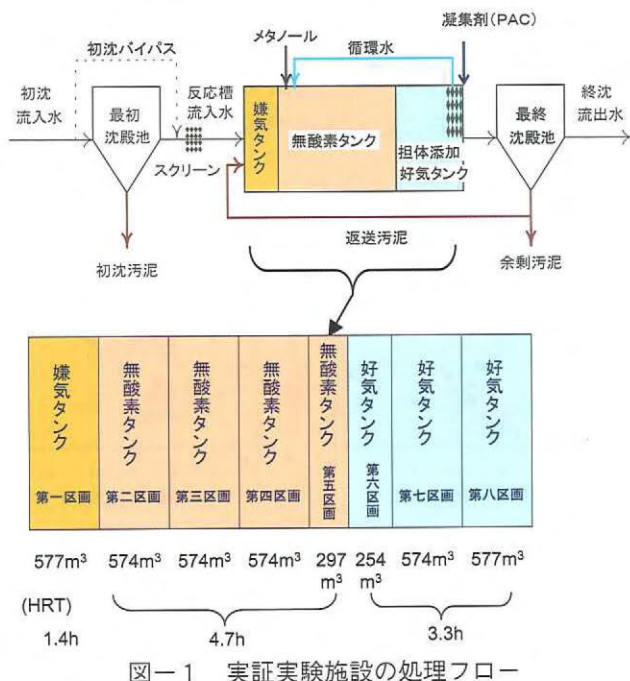 凝集剤(PAC)
メタノール
初沈バイパス
循環水
初沈
流入水
反応槽
流入水
終沈
流出水
最初
沈殿池
嫌気タンク
無酸素タンク
担体添加
好気タンク
最終
沈殿池
スクリーン
返送汚泥
初沈汚泥
余剰汚泥
嫌気タンク
第一区画
無酸素タンク
第二区画
無酸素タンク
第三区画
無酸素タンク
第四区画
無酸素タンク
第五区画
好気タンク
第六区画
好気タンク
第七区画
好気タンク
第八区画
577m³ 574m³ 574m³ 574m³ 297m³ 254m³ 574m³ 577m³
(HRT)
1.4h 4.7h 3.3h
図-1 実証実験施設の処理フロー